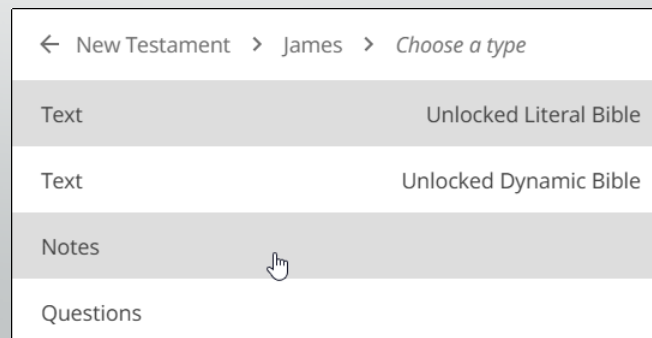 ← New Testament > James > Choose a type
Text Unlocked Literal Bible
Text Unlocked Dynamic Bible
Notes
Questions